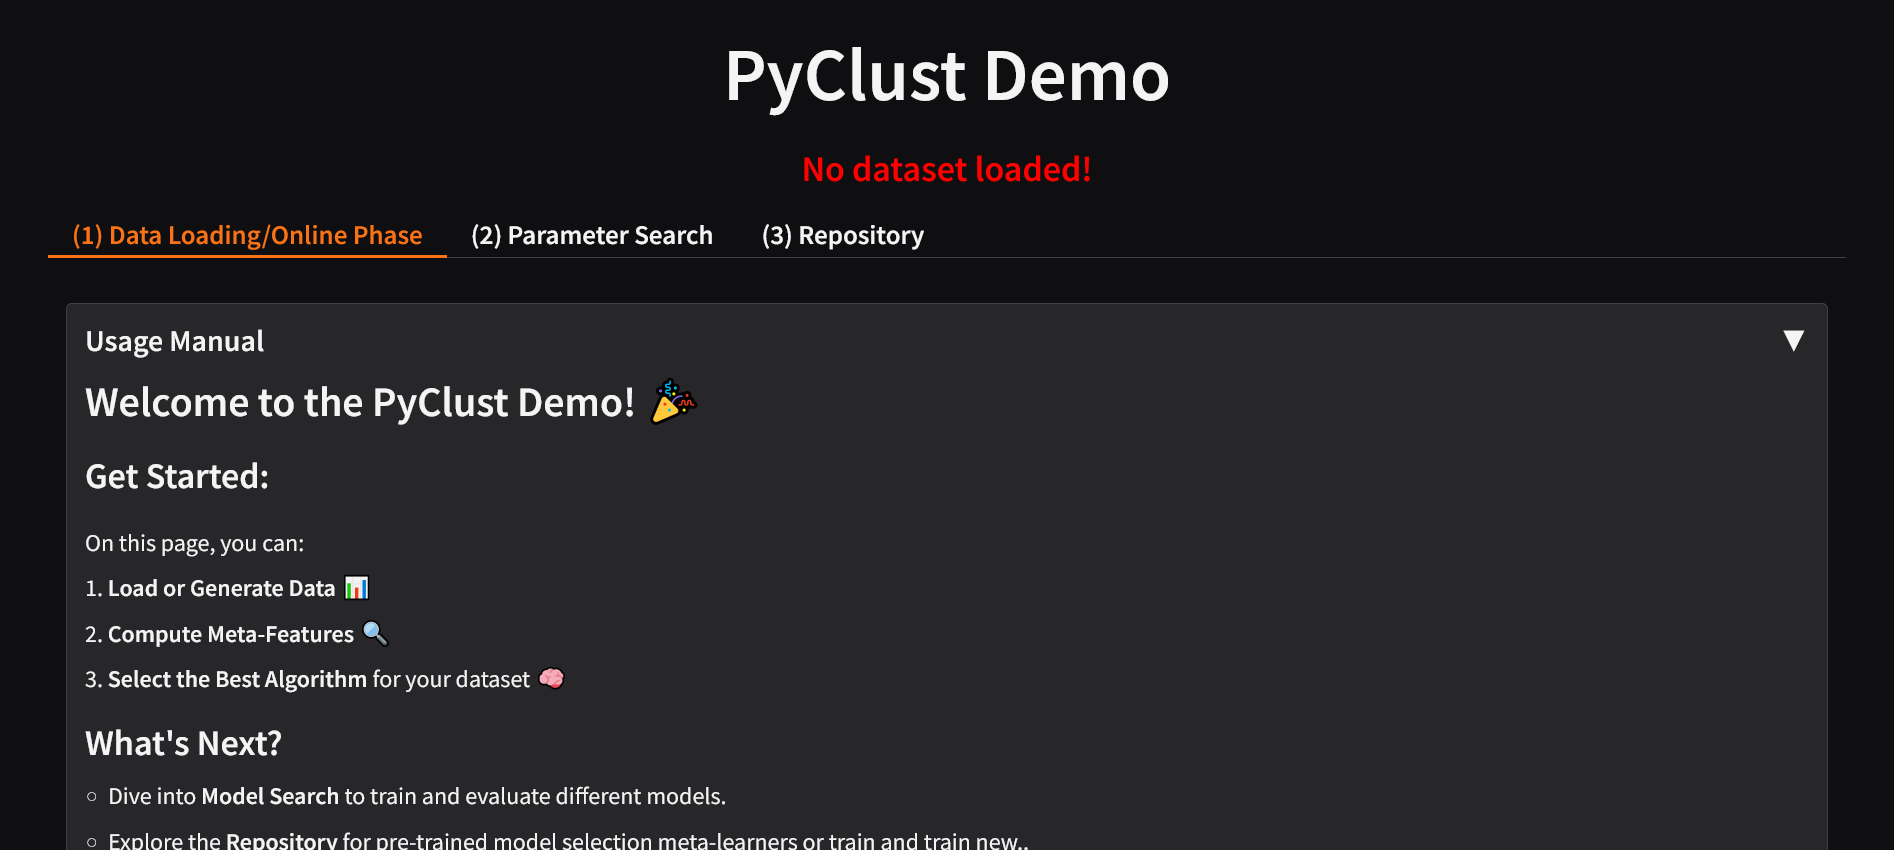 PyClust Demo
No dataset loaded!
(1) Data Loading/Online Phase (2) Parameter Search (3) Repository
Usage Manual ▼
Welcome to the PyClust Demo! 🎉
Get Started:
On this page, you can:
1. Load or Generate Data 📊
2. Compute Meta-Features 🔍
3. Select the Best Algorithm for your dataset 🧠
What's Next?
○ Dive into Model Search to train and evaluate different models.
○ Explore the Repository for pre-trained model selection meta-learners or train and train new..